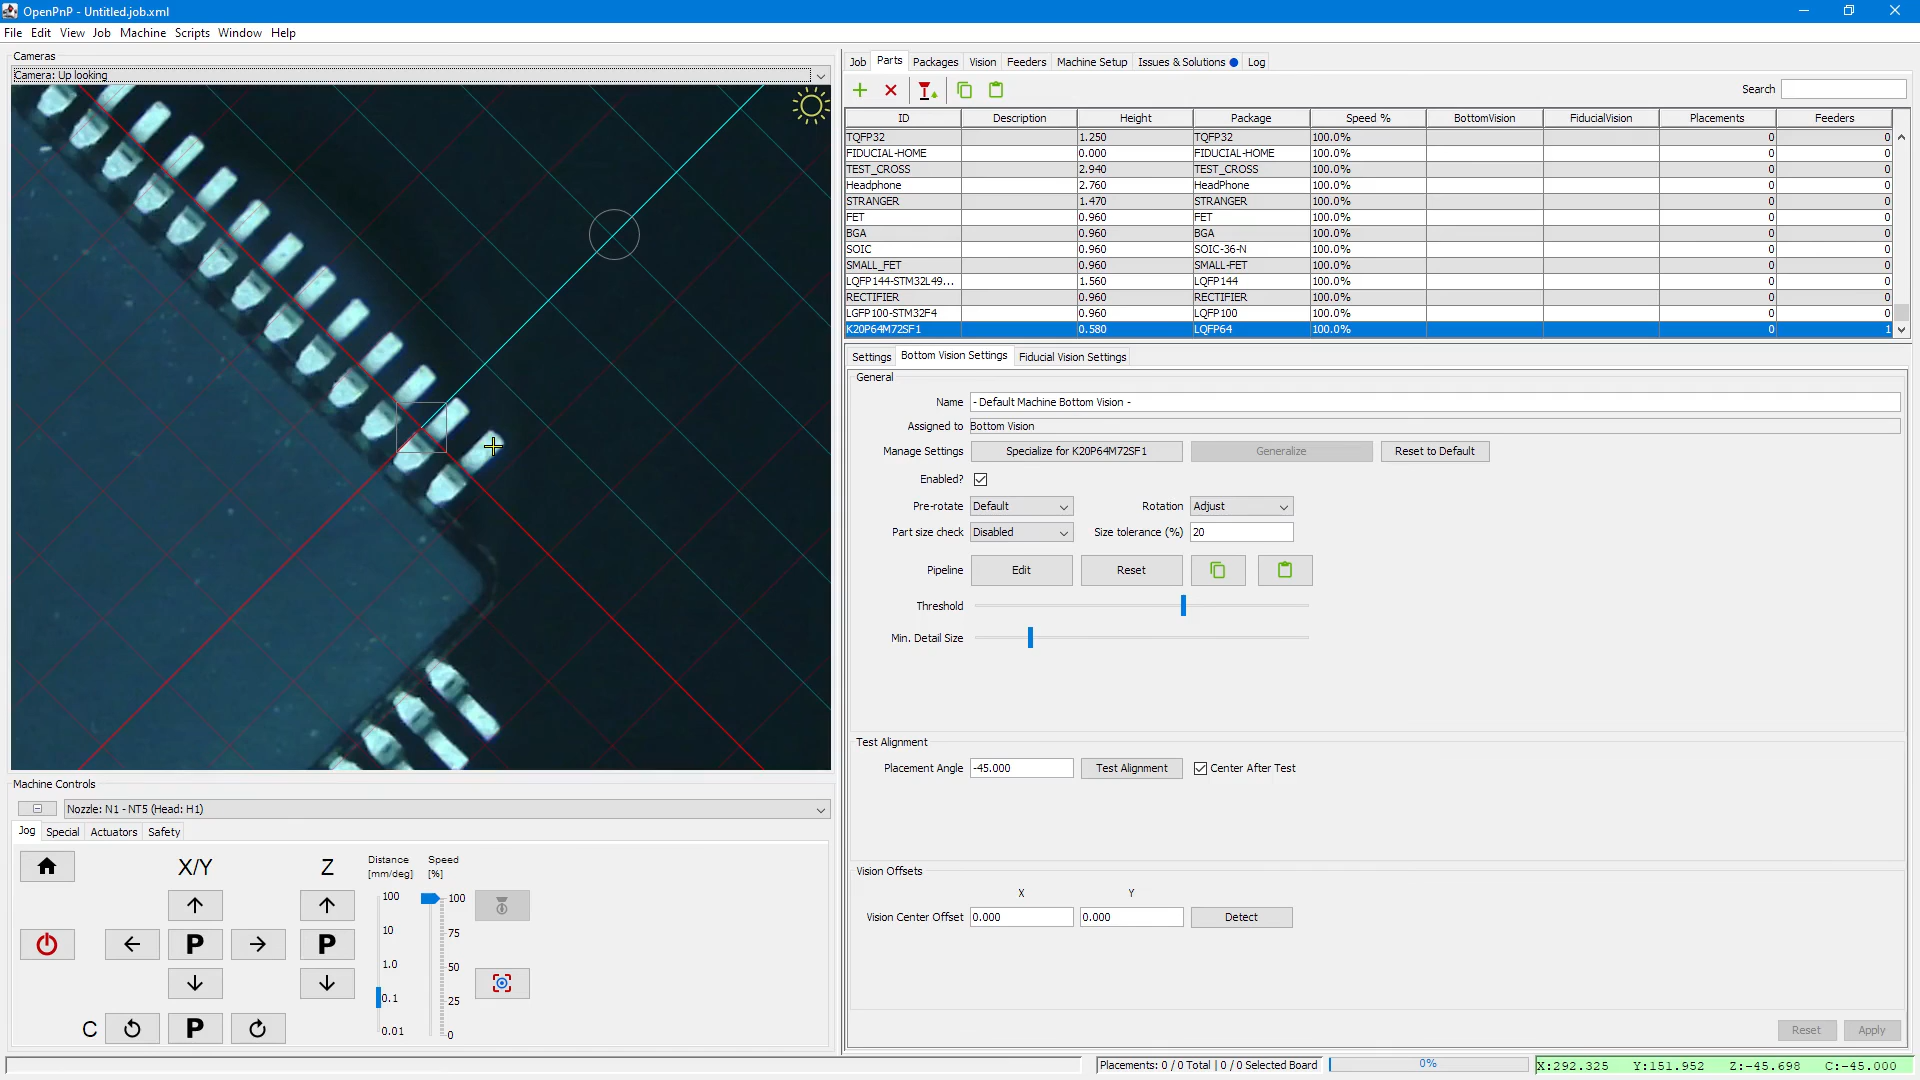 OpenPnP - Untitled.job.xml
File Edit View Job Machine Scripts Window Help
Cameras
Camera: Up looking
Job Parts Packages Vision Feeders Machine Setup Issues & Solutions Log
Search
ID Description Height Package Speed % BottomVision FiducialVision Placements Feeders
TQFP32 1.250 TQFP32 100.0% 0 0
FIDUCIAL-HOME 0.000 FIDUCIAL-HOME 100.0% 0 0
TEST_CROSS 2.940 TEST_CROSS 100.0% 0 0
Headphone 2.760 HeadPhone 100.0% 0 0
STRANGER 1.470 STRANGER 100.0% 0 0
FET 0.960 FET 100.0% 0 0
BGA 0.960 BGA 100.0% 0 0
SOIC 0.960 SOIC-36-N 100.0% 0 0
SMALL_FET 0.960 SMALL-FET 100.0% 0 0
LQFP144-STM32L49... 1.560 LQFP144 100.0% 0 0
RECTIFIER 0.960 RECTIFIER 100.0% 0 0
LGFP100-STM32F4 0.960 LQFP100 100.0% 0 0
K20P64M72SF1 0.580 LQFP64 100.0% 0 1
Settings Bottom Vision Settings Fiducial Vision Settings
General
Name - Default Machine Bottom Vision -
Assigned to Bottom Vision
Manage Settings Specialize for K20P64M72SF1 Generalize Reset to Default
Enabled?
Pre-rotate Default Rotation Adjust
Part size check Disabled Size tolerance (%) 20
Pipeline Edit Reset
Threshold
Min. Detail Size
Test Alignment
Placement Angle -45.000 Test Alignment Center After Test
Vision Offsets
X Y
Vision Center Offset 0.000 0.000 Detect
Reset Apply
Machine Controls
Nozzle: N1 - NT5 (Head: H1)
Jog Special Actuators Safety
X/Y Z
Distance [mm/deg] Speed [%]
100 100
10 75
P P
1.0 50
0.1 25
0.01 0
C P
Placements: 0 / 0 Total | 0 / 0 Selected Board 0% X:292.325 Y:151.952 Z:-45.698 C:-45.000